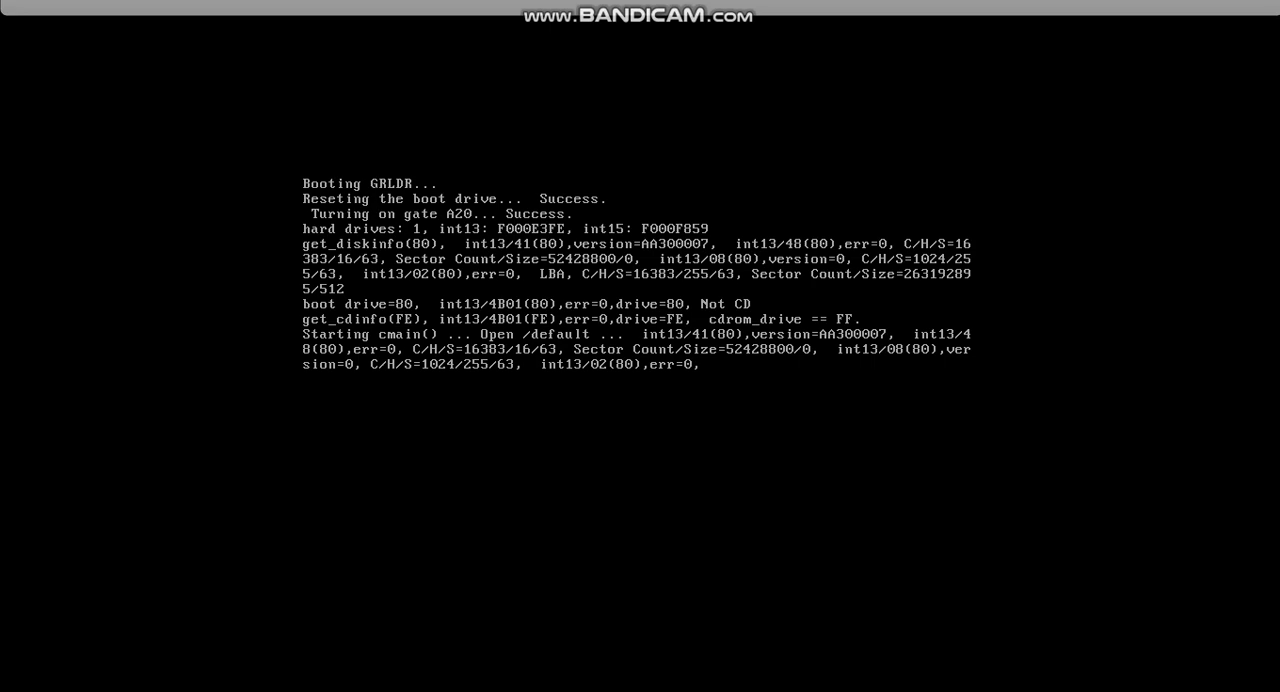 www.BANDICAM.com
Booting GRLDR...
Reseting the boot drive...  Success.
 Turning on gate A20... Success.
hard drives: 1, int13: F000E3FE, int15: F000F859
get_diskinfo(80),  int13/41(80),version=AA300007,  int13/48(80),err=0, C/H/S=16
383/16/63, Sector Count/Size=52428800/0,  int13/08(80),version=0, C/H/S=1024/25
5/63,  int13/02(80),err=0,  LBA, C/H/S=16383/255/63, Sector Count/Size=26319289
5/512
boot drive=80,  int13/4B01(80),err=0,drive=80, Not CD
get_cdinfo(FE), int13/4B01(FE),err=0,drive=FE,  cdrom_drive == FF.
Starting cmain() ... Open /default ...  int13/41(80),version=AA300007,  int13/4
8(80),err=0, C/H/S=16383/16/63, Sector Count/Size=52428800/0,  int13/08(80),ver
sion=0, C/H/S=1024/255/63,  int13/02(80),err=0,